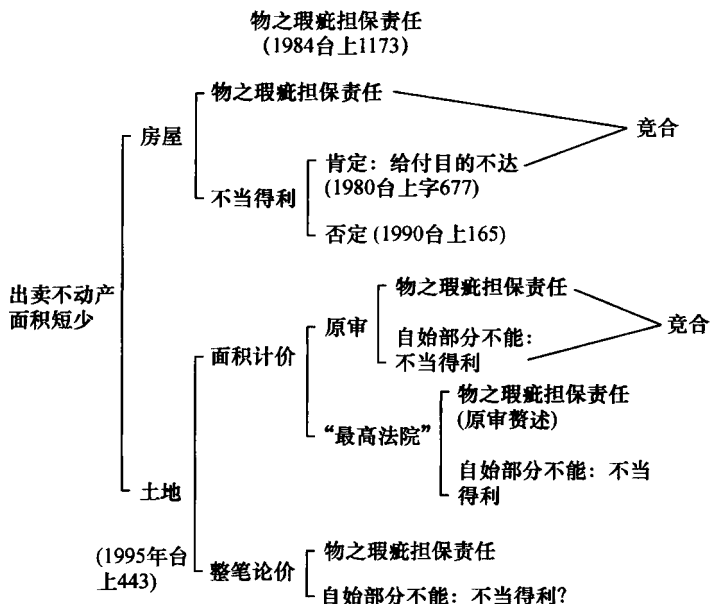 物之瑕疵担保责任
(1984台上1173)
物之瑕疵担保责任
房屋
竞合
肯定：给付目的不达
(1980台上字677)
不当得利
否定 (1990台上165)
出卖不动产
面积短少
物之瑕疵担保责任
原审
自始部分不能：
不当得利
竞合
面积计价
物之瑕疵担保责任
(原审赘述)
“最高法院”
自始部分不能：不当
得利
土地
(1995年台
上443)
物之瑕疵担保责任
整笔论价
自始部分不能：不当得利？